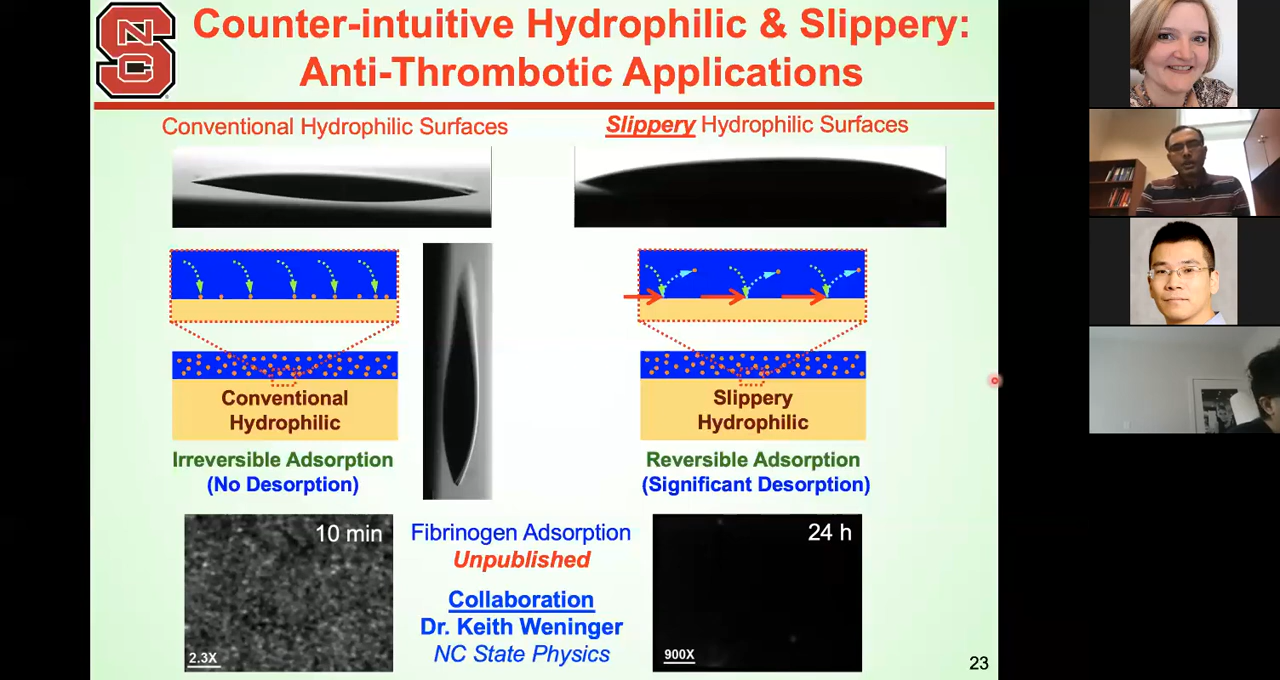 NC
S
Counter-intuitive Hydrophilic & Slippery:
Anti-Thrombotic Applications
Conventional Hydrophilic Surfaces
Slippery Hydrophilic Surfaces
Conventional
Hydrophilic
Irreversible Adsorption
(No Desorption)
Slippery
Hydrophilic
Reversible Adsorption
(Significant Desorption)
10 min
2.3X
Fibrinogen Adsorption
Unpublished
Collaboration
Dr. Keith Weninger
NC State Physics
24 h
900X
23